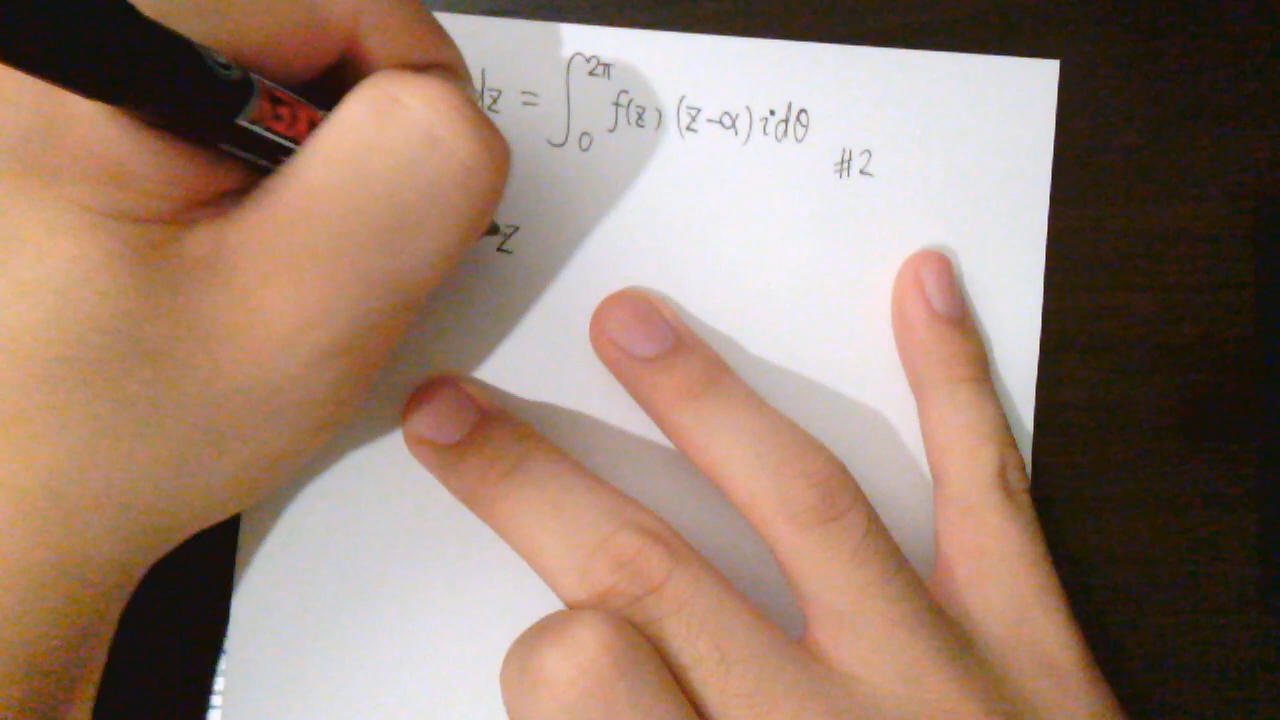 dz = ∫₀^2π f(z) (z-α) i dθ
#2
z